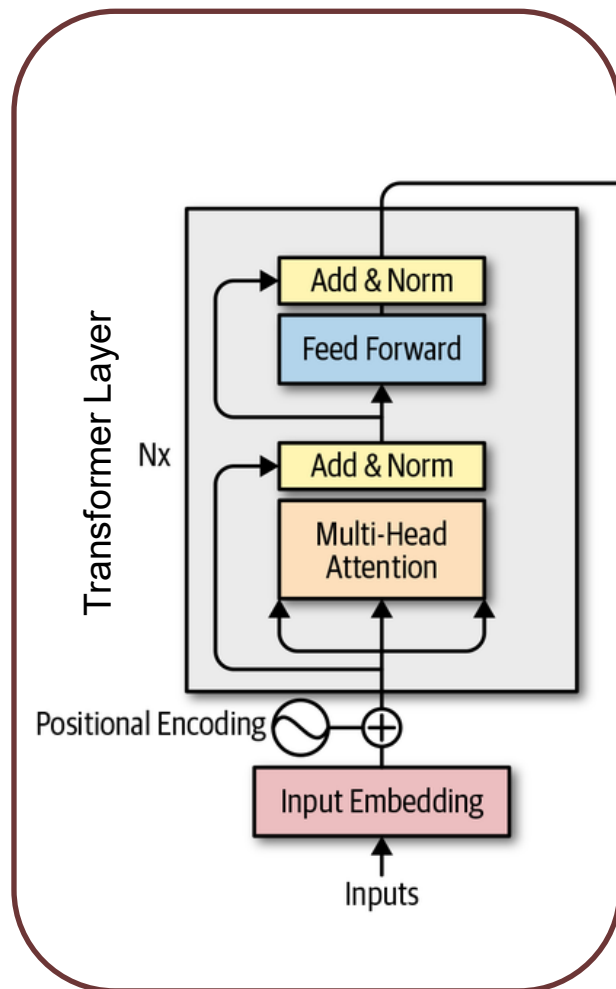 Add & Norm
Feed Forward
Transformer Layer
Nx
Add & Norm
Multi-Head
Attention
Positional Encoding
Input Embedding
Inputs